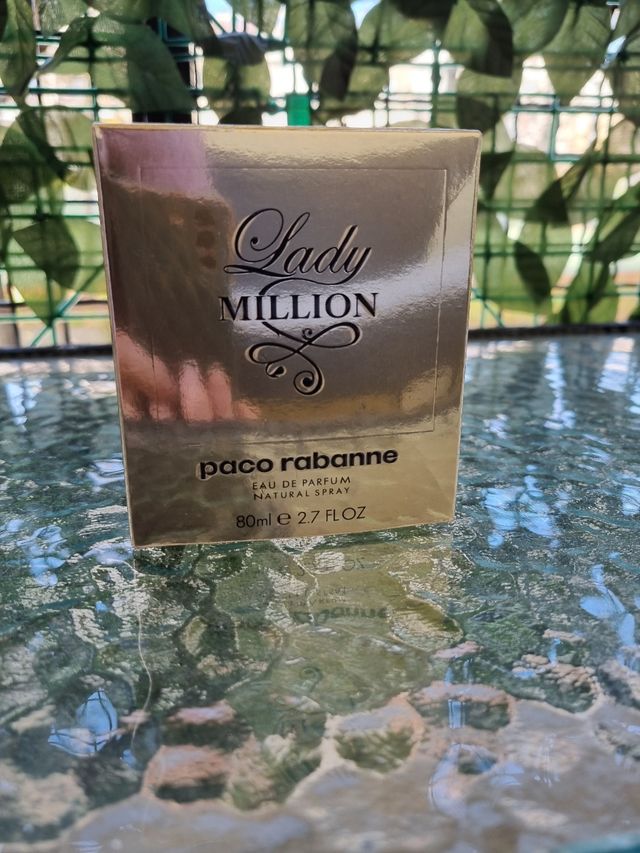 Lady
MILLION
paco rabanne
EAU DE PARFUM
NATURAL SPRAY
80ml e 2.7 FL OZ